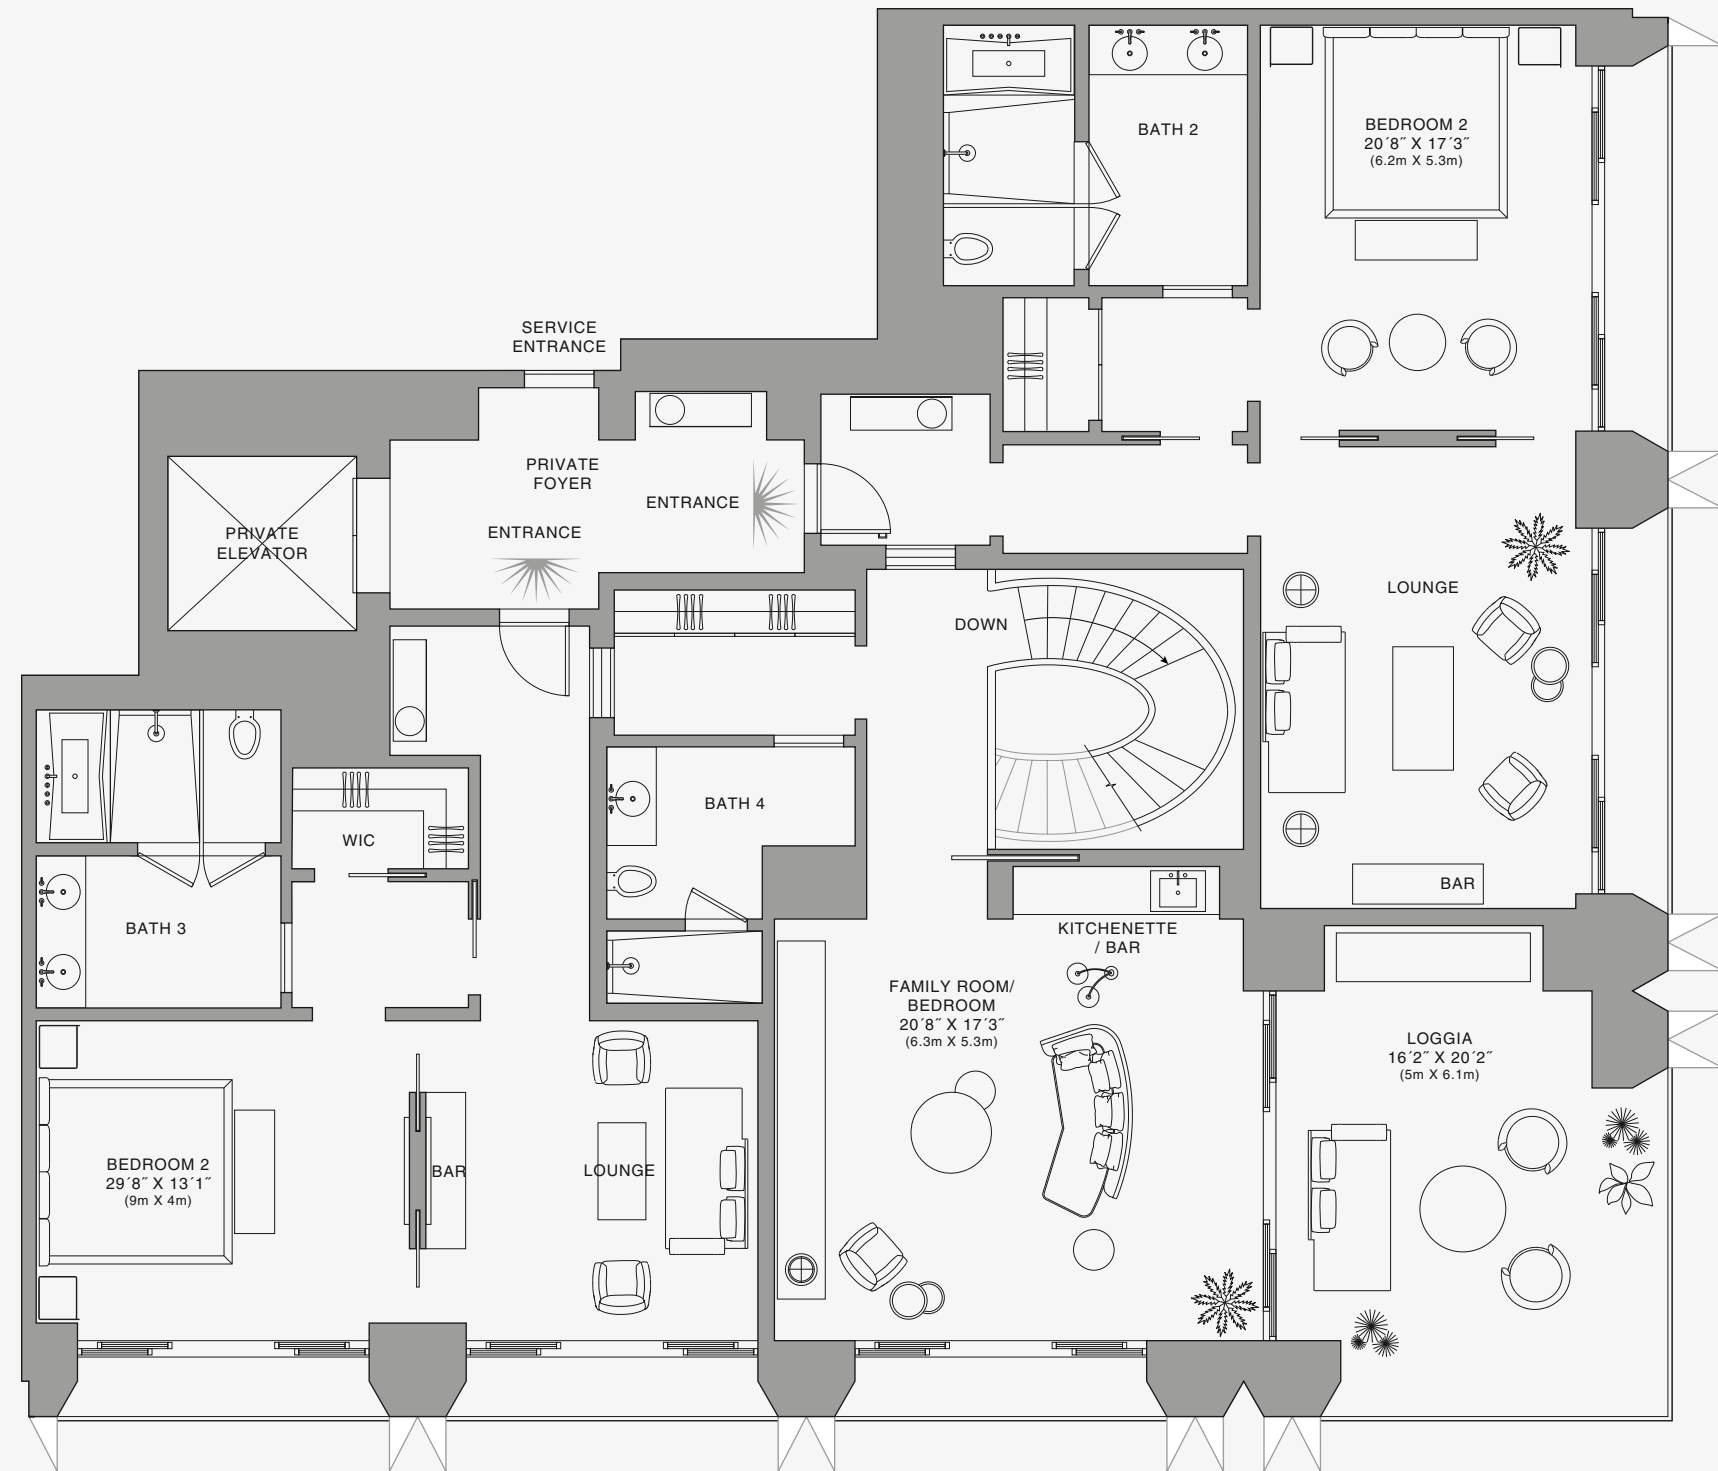 BATH 2
BEDROOM 2
20´8˝ X 17´3˝
(6.2m X 5.3m)
SERVICE
ENTRANCE
PRIVATE
FOYER
ENTRANCE
ENTRANCE
PRIVATE
ELEVATOR
LOUNGE
DOWN
BATH 4
WIC
BAR
BATH 3
KITCHENETTE
/ BAR
FAMILY ROOM/
BEDROOM
20´8˝ X 17´3˝
(6.3m X 5.3m)
LOGGIA
16´2˝ X 20´2˝
(5m X 6.1m)
BEDROOM 2
29´8˝ X 13´1˝
(9m X 4m)
BAR
LOUNGE